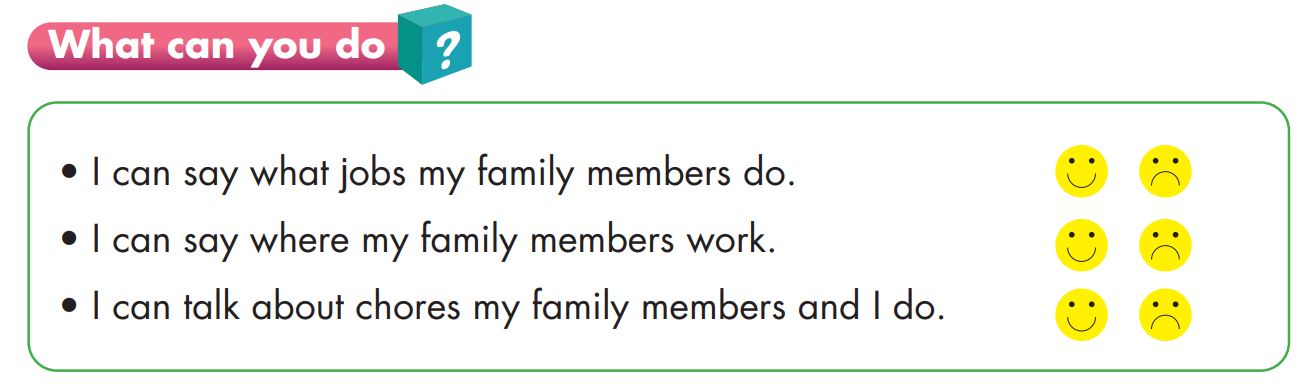 What can you do ?
• I can say what jobs my family members do.
• I can say where my family members work.
• I can talk about chores my family members and I do.